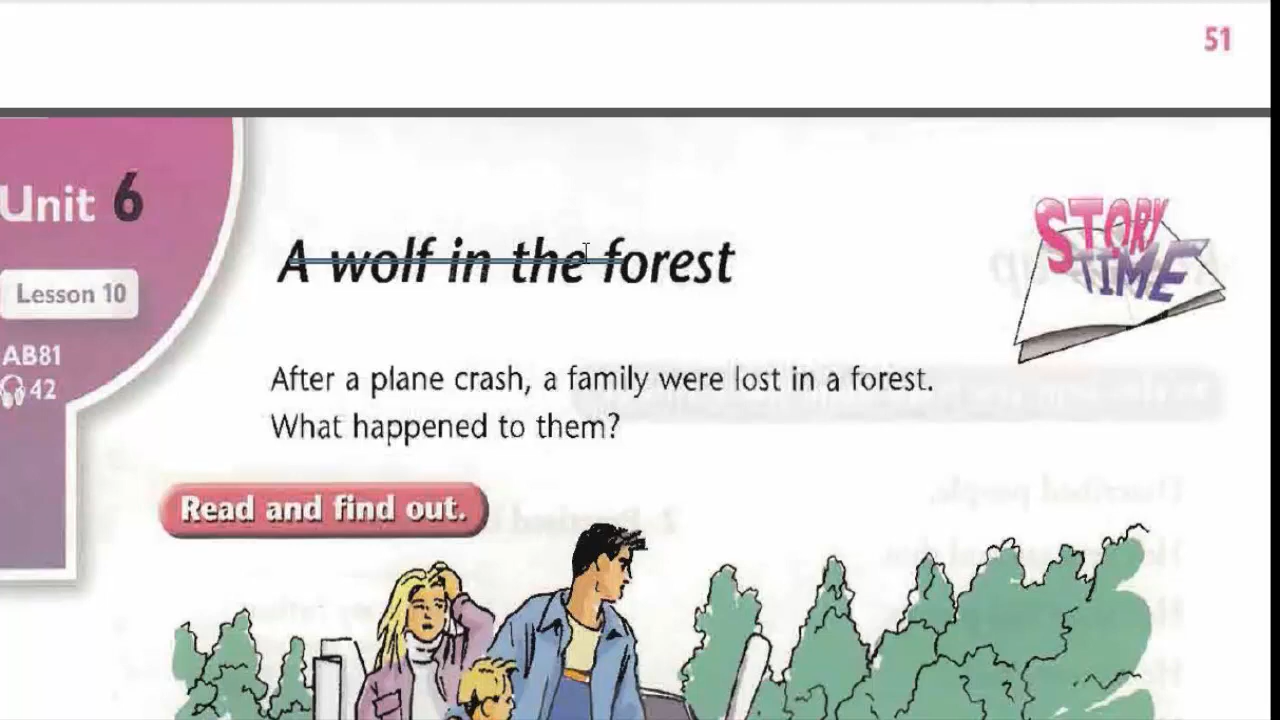 51
Unit 6
Lesson 10
AB81
42
A wolf in the forest
STORY
TIME
After a plane crash, a family were lost in a forest.
What happened to them?
Read and find out.